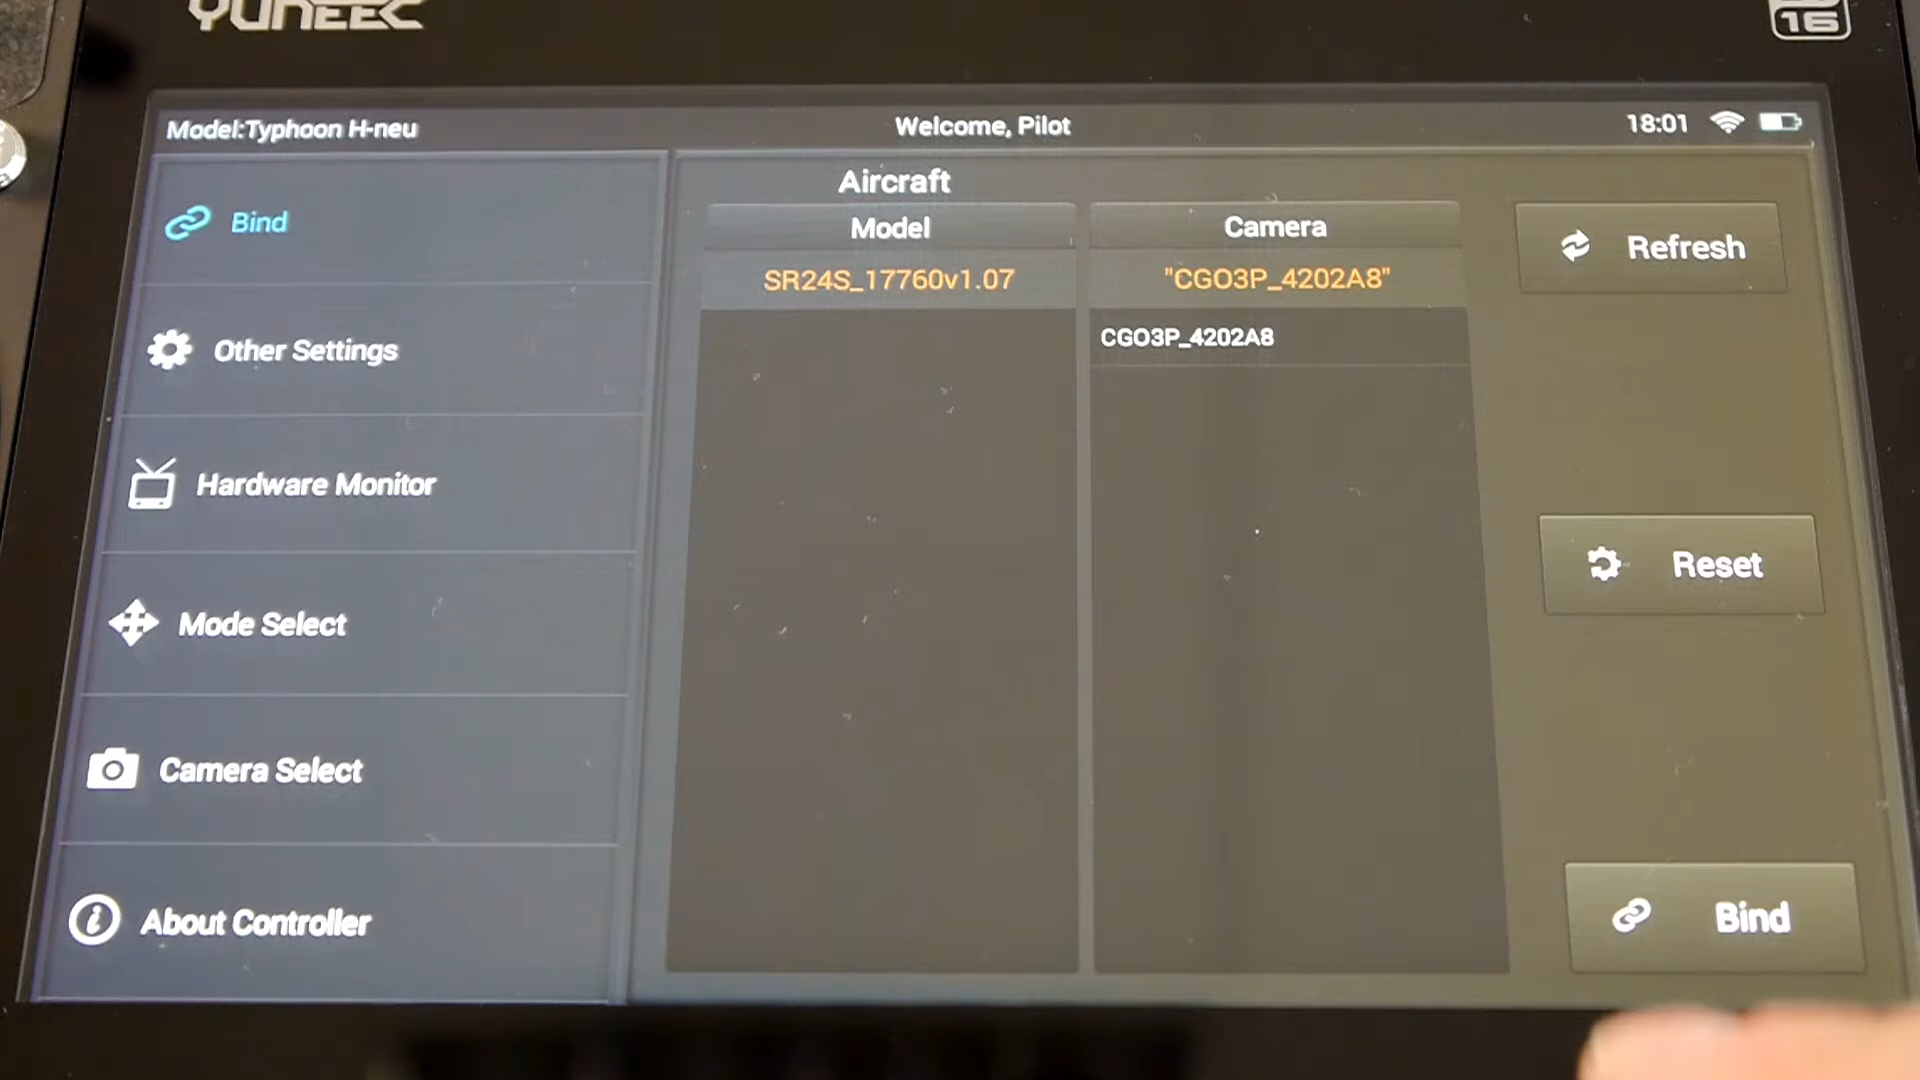 YUNEEC
16
Model:Typhoon H-neu
Welcome, Pilot
18:01
Bind
Other Settings
Hardware Monitor
Mode Select
Camera Select
About Controller
Aircraft
Model
Camera
SR24S_17760v1.07
"CGO3P_4202A8"
CGO3P_4202A8
Refresh
Reset
Bind